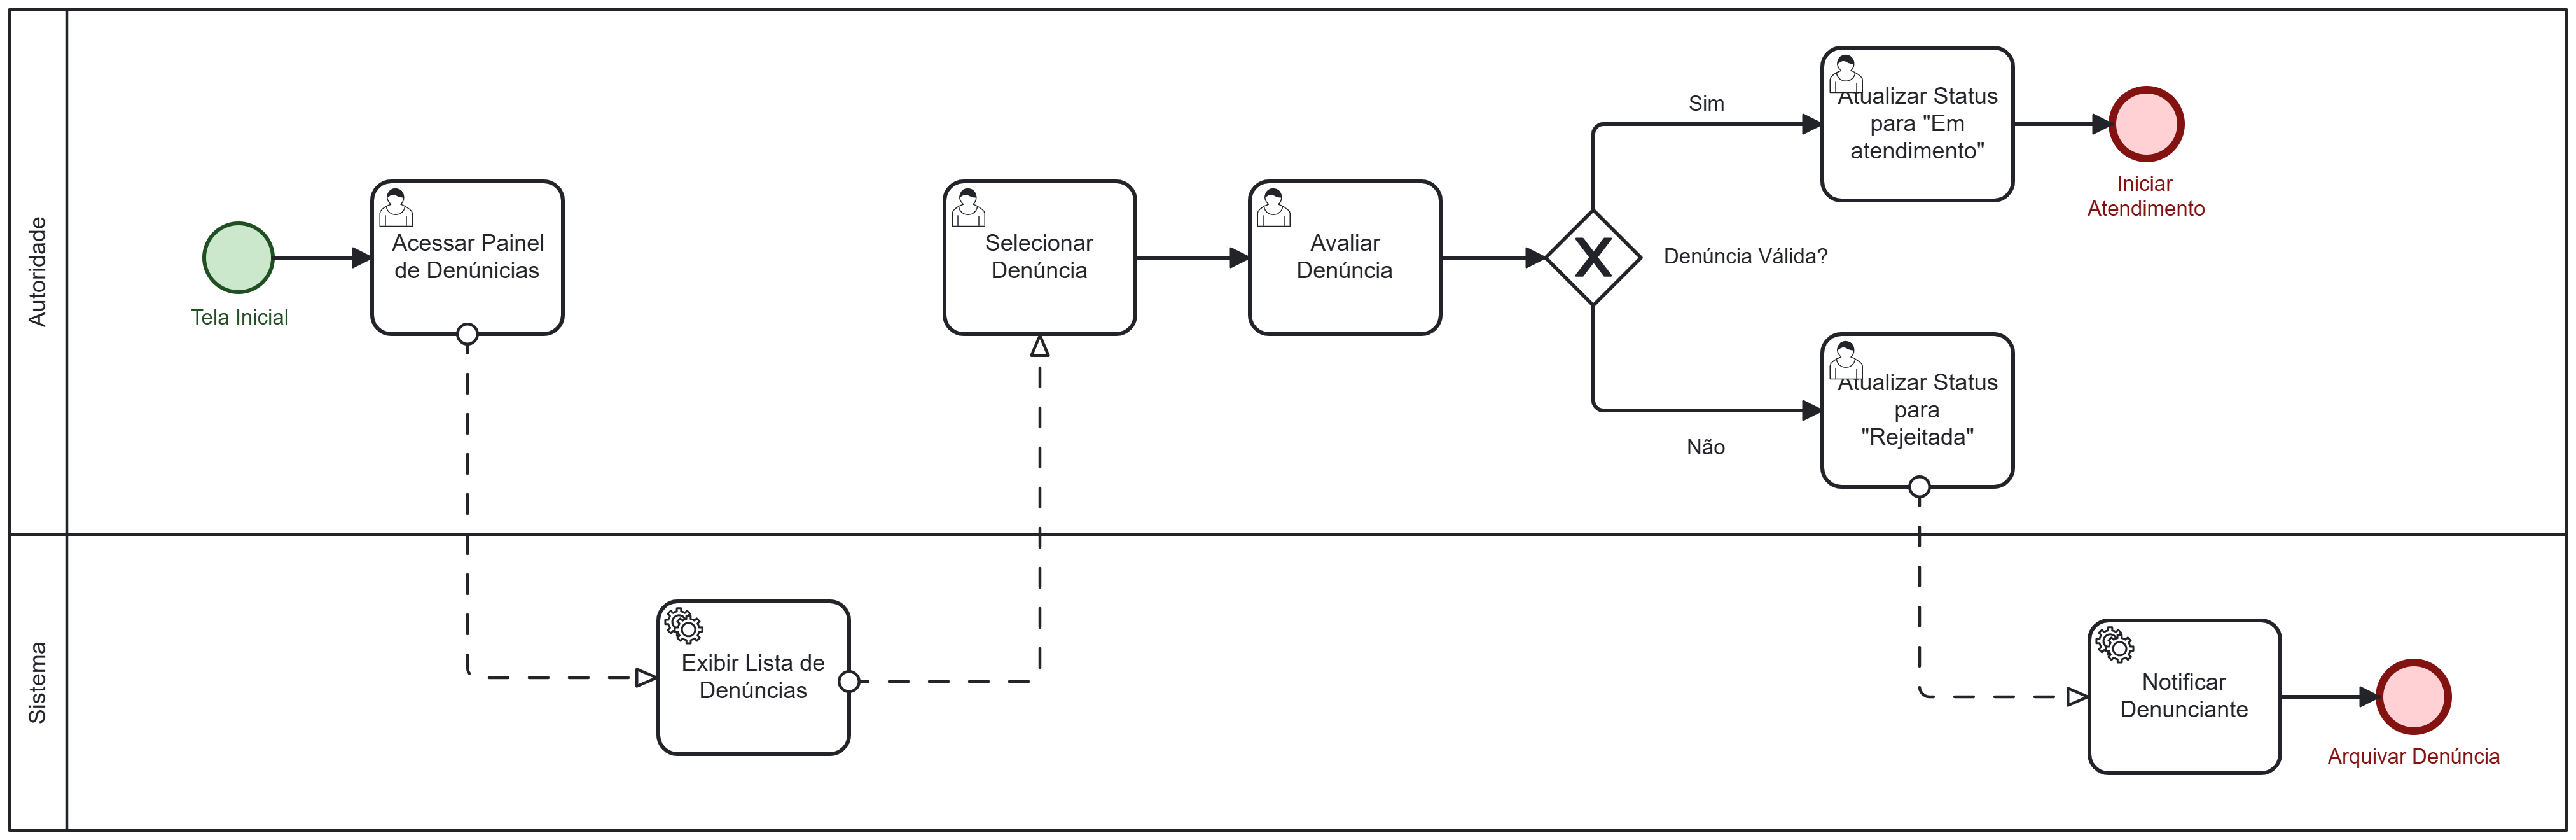 Autoridade
Tela Inicial
Acessar Painel
de Denúnicias
Selecionar
Denúncia
Avaliar
Denúncia
Denúncia Válida?
Sim
Atualizar Status
para "Em
atendimento"
Iniciar
Atendimento
Não
Atualizar Status
para
"Rejeitada"
Sistema
Exibir Lista de
Denúncias
Notificar
Denunciante
Arquivar Denúncia